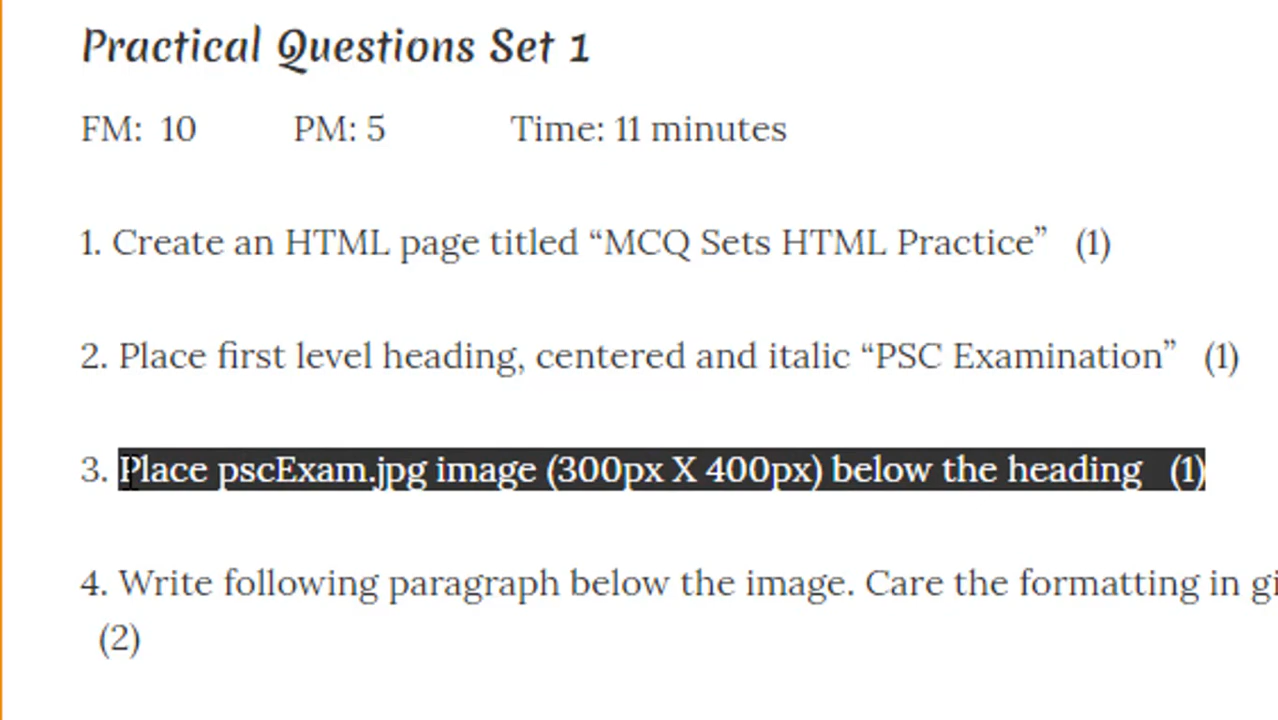 Practical Questions Set 1
FM: 10 PM: 5 Time: 11 minutes
1. Create an HTML page titled “MCQ Sets HTML Practice” (1)
2. Place first level heading, centered and italic “PSC Examination” (1)
3. Place pscExam.jpg image (300px X 400px) below the heading (1)
4. Write following paragraph below the image. Care the formatting in
(2)